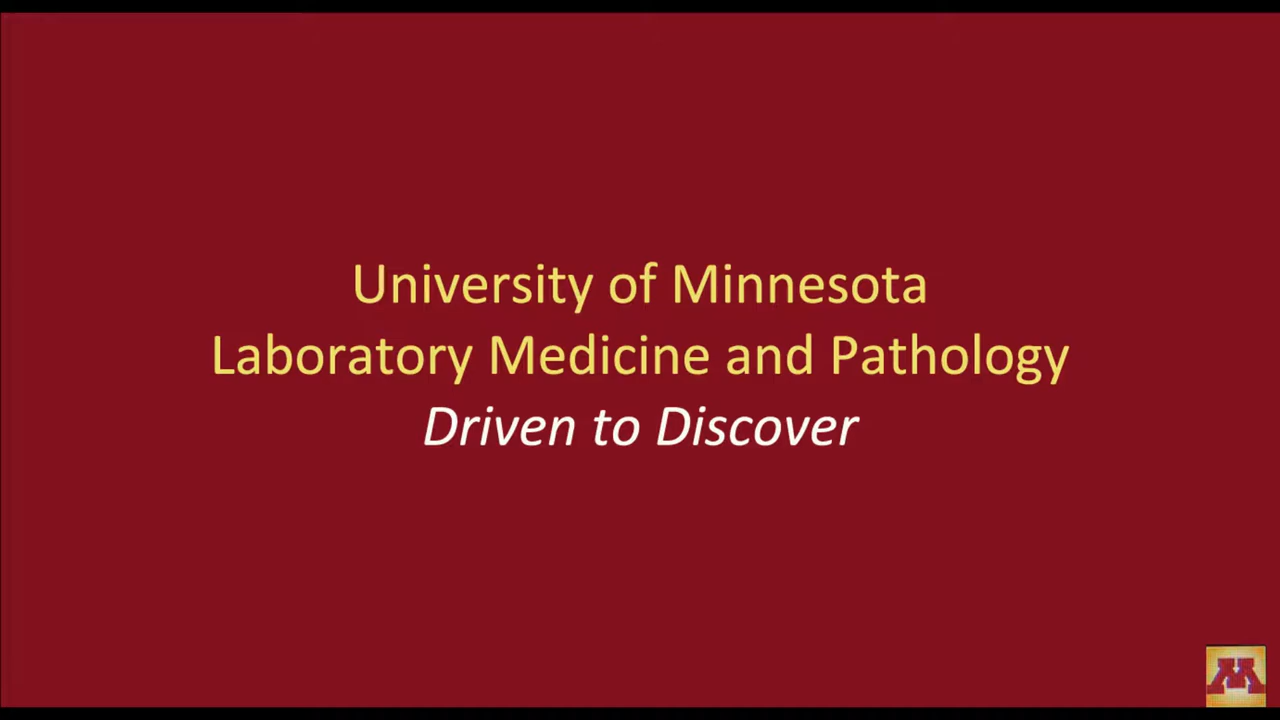 University of Minnesota
Laboratory Medicine and Pathology
Driven to Discover
M